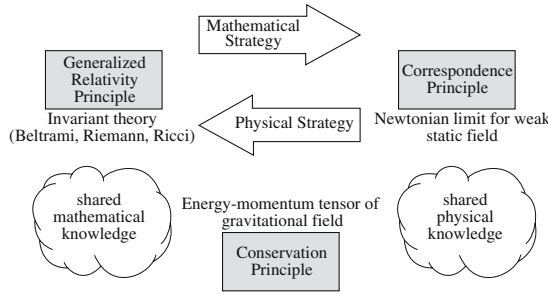 Mathematical
Strategy
Generalized
Relativity
Principle
Correspondence
Principle
Invariant theory
(Beltrami, Riemann, Ricci)
Physical Strategy
Newtonian limit for weak
static field
shared
mathematical
knowledge
Energy-momentum tensor of
gravitational field
shared
physical
knowledge
Conservation
Principle